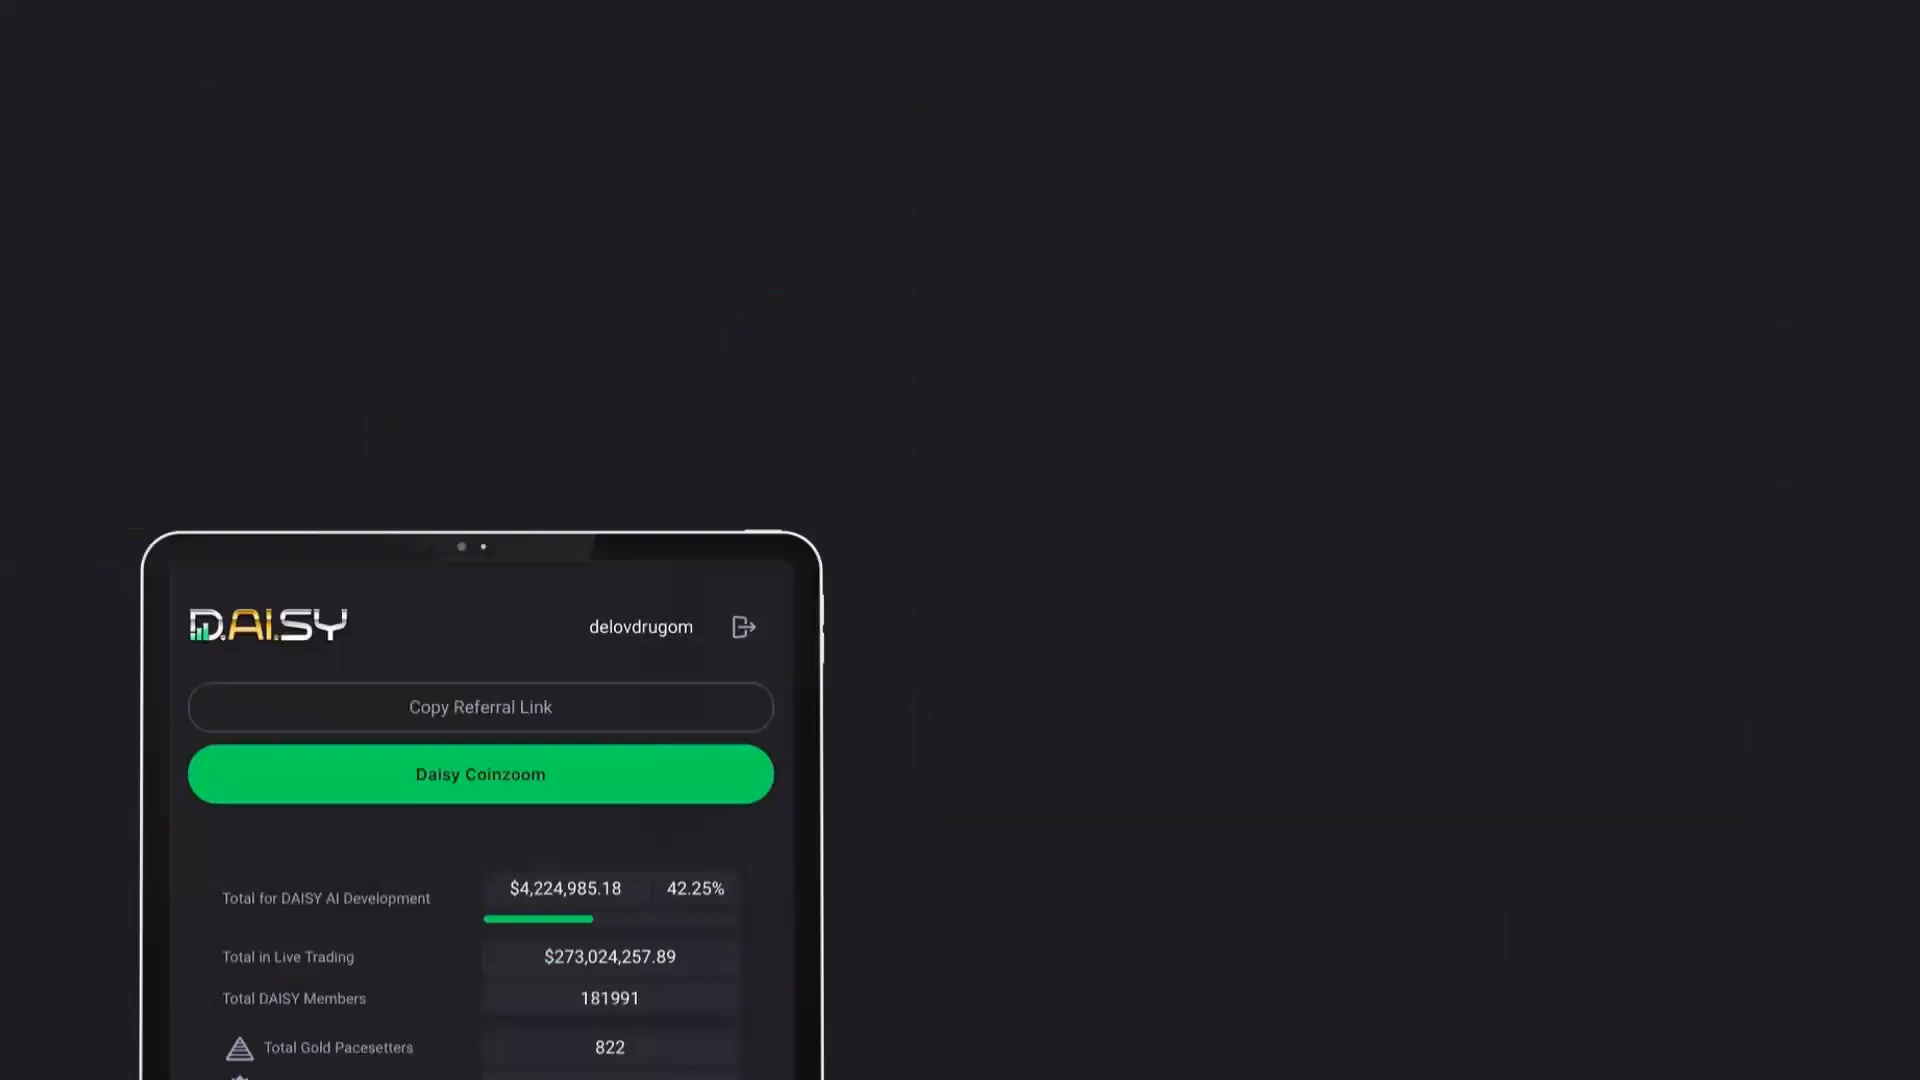 D.AI.SY
delovdrugom
Copy Referral Link
Daisy Coinzoom
Total for DAISY AI Development
$4,224,985.18
42.25%
Total in Live Trading
$273,024,257.89
Total DAISY Members
181991
Total Gold Pacesetters
822